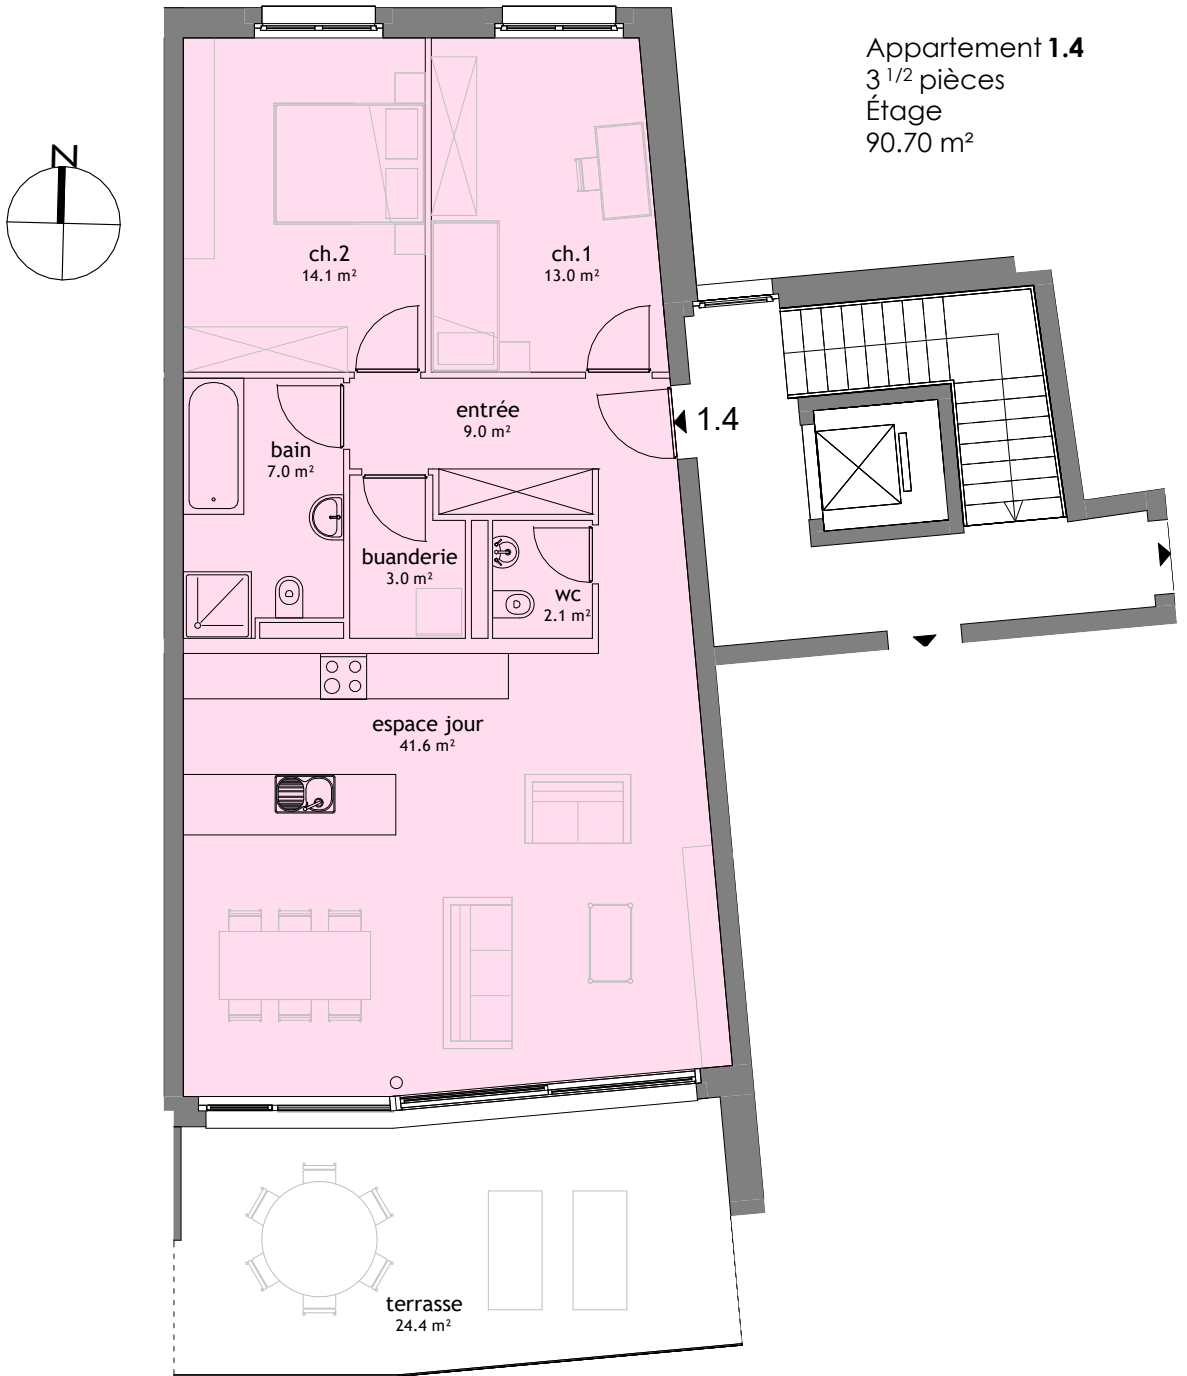 Appartement 1.4
3 1/2 pièces
Étage
90.70 m²
N
ch.2
14.1 m²
ch.1
13.0 m²
entrée
9.0 m²
1.4
bain
7.0 m²
buanderie
3.0 m²
wc
2.1 m²
espace jour
41.6 m²
terrasse
24.4 m²